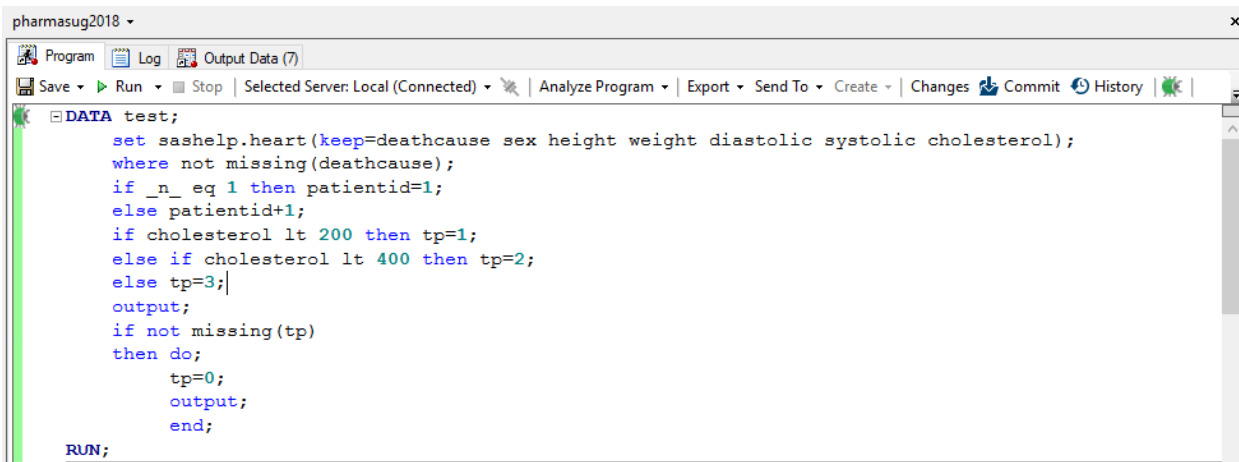 pharmasug2018
Program Log Output Data (7)
Save Run Stop Selected Server: Local (Connected) Analyze Program Export Send To Create Changes Commit History
DATA test;
set sashelp.heart(keep=deathcause sex height weight diastolic systolic cholesterol);
where not missing(deathcause);
if _n_ eq 1 then patientid=1;
else patientid+1;
if cholesterol lt 200 then tp=1;
else if cholesterol lt 400 then tp=2;
else tp=3;
output;
if not missing(tp)
then do;
tp=0;
output;
end;
RUN;